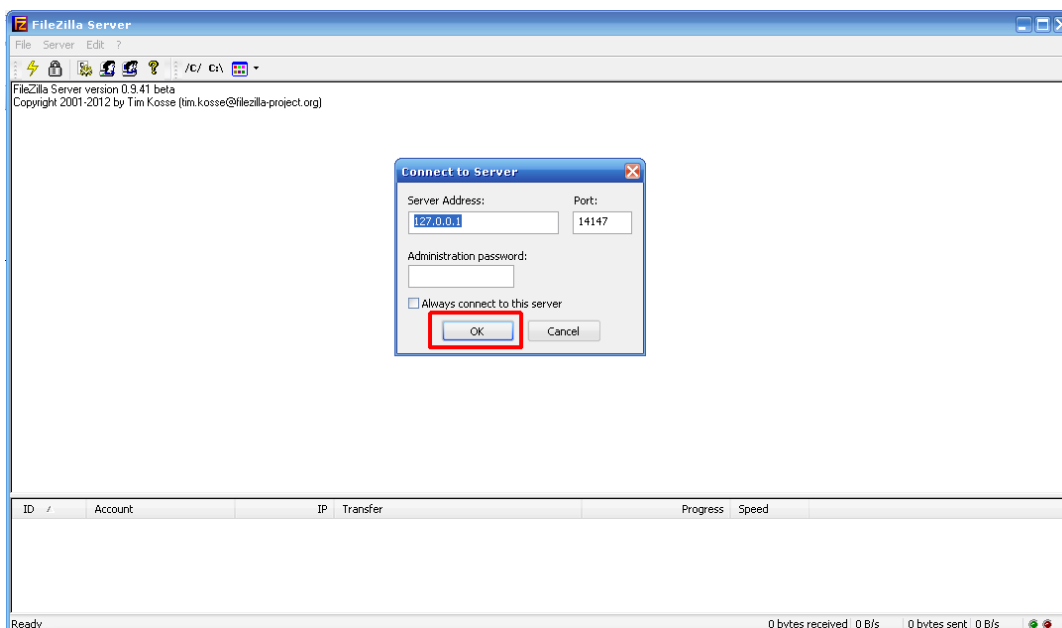 FileZilla Server
File Server Edit ?
/C/ C:\
FileZilla Server version 0.9.41 beta
Copyright 2001-2012 by Tim Kosse (tim.kosse@filezilla-project.org)
Connect to Server
Server Address: Port:
127.0.0.1 14147
Administration password:
Always connect to this server
OK Cancel
ID / Account IP Transfer Progress Speed
Ready 0 bytes received 0 B/s 0 bytes sent 0 B/s